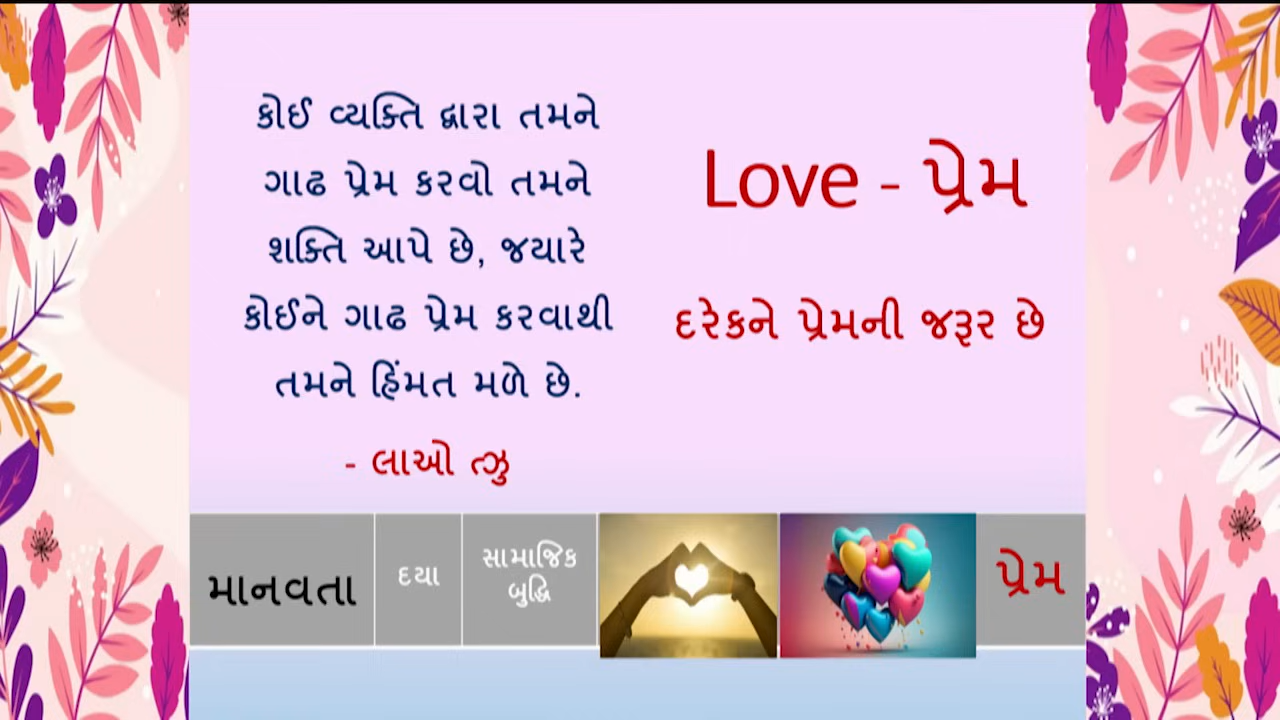 કોઈ વ્યક્તિ દ્વારા તમને
ગાઢ પ્રેમ કરવો તમને
શક્તિ આપે છે, જયારે
કોઈને ગાઢ પ્રેમ કરવાથી
તમને હિંમત મળે છે.
- લાઓ ત્ઝુ
Love - પ્રેમ
દરેકને પ્રેમની જરૂર છે
માનવતા
દયા
સામાજિક
બુદ્ધિ
પ્રેમ